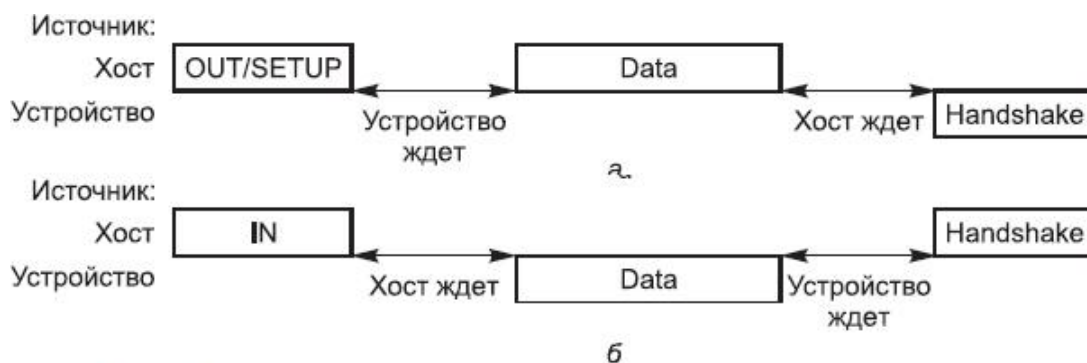 Источник:
Хост OUT/SETUP Data
Устройство Устройство ждет Хост ждет Handshake
а.
Источник:
Хост IN Handshake
Устройство Хост ждет Data Устройство ждет
б